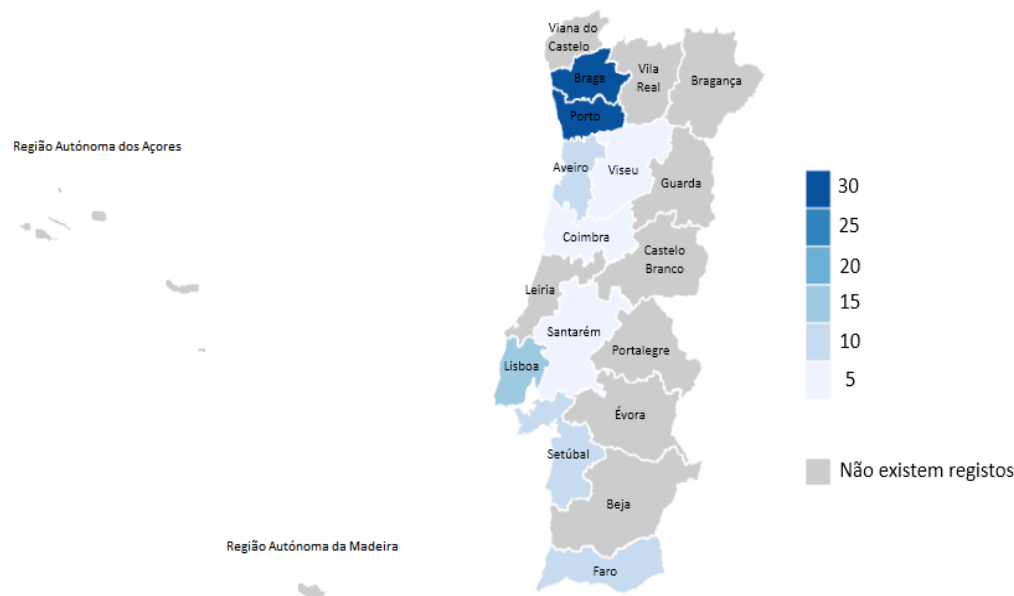 Viana do
Castelo
Braga
Vila
Real
Bragança
Porto
Região Autónoma dos Açores
Aveiro
Viseu
Guarda
Coimbra
Castelo
Branco
Leiria
Santarém
Portalegre
Lisboa
Évora
Setúbal
Beja
Faro
Região Autónoma da Madeira
30
25
20
15
10
5
Não existem registos